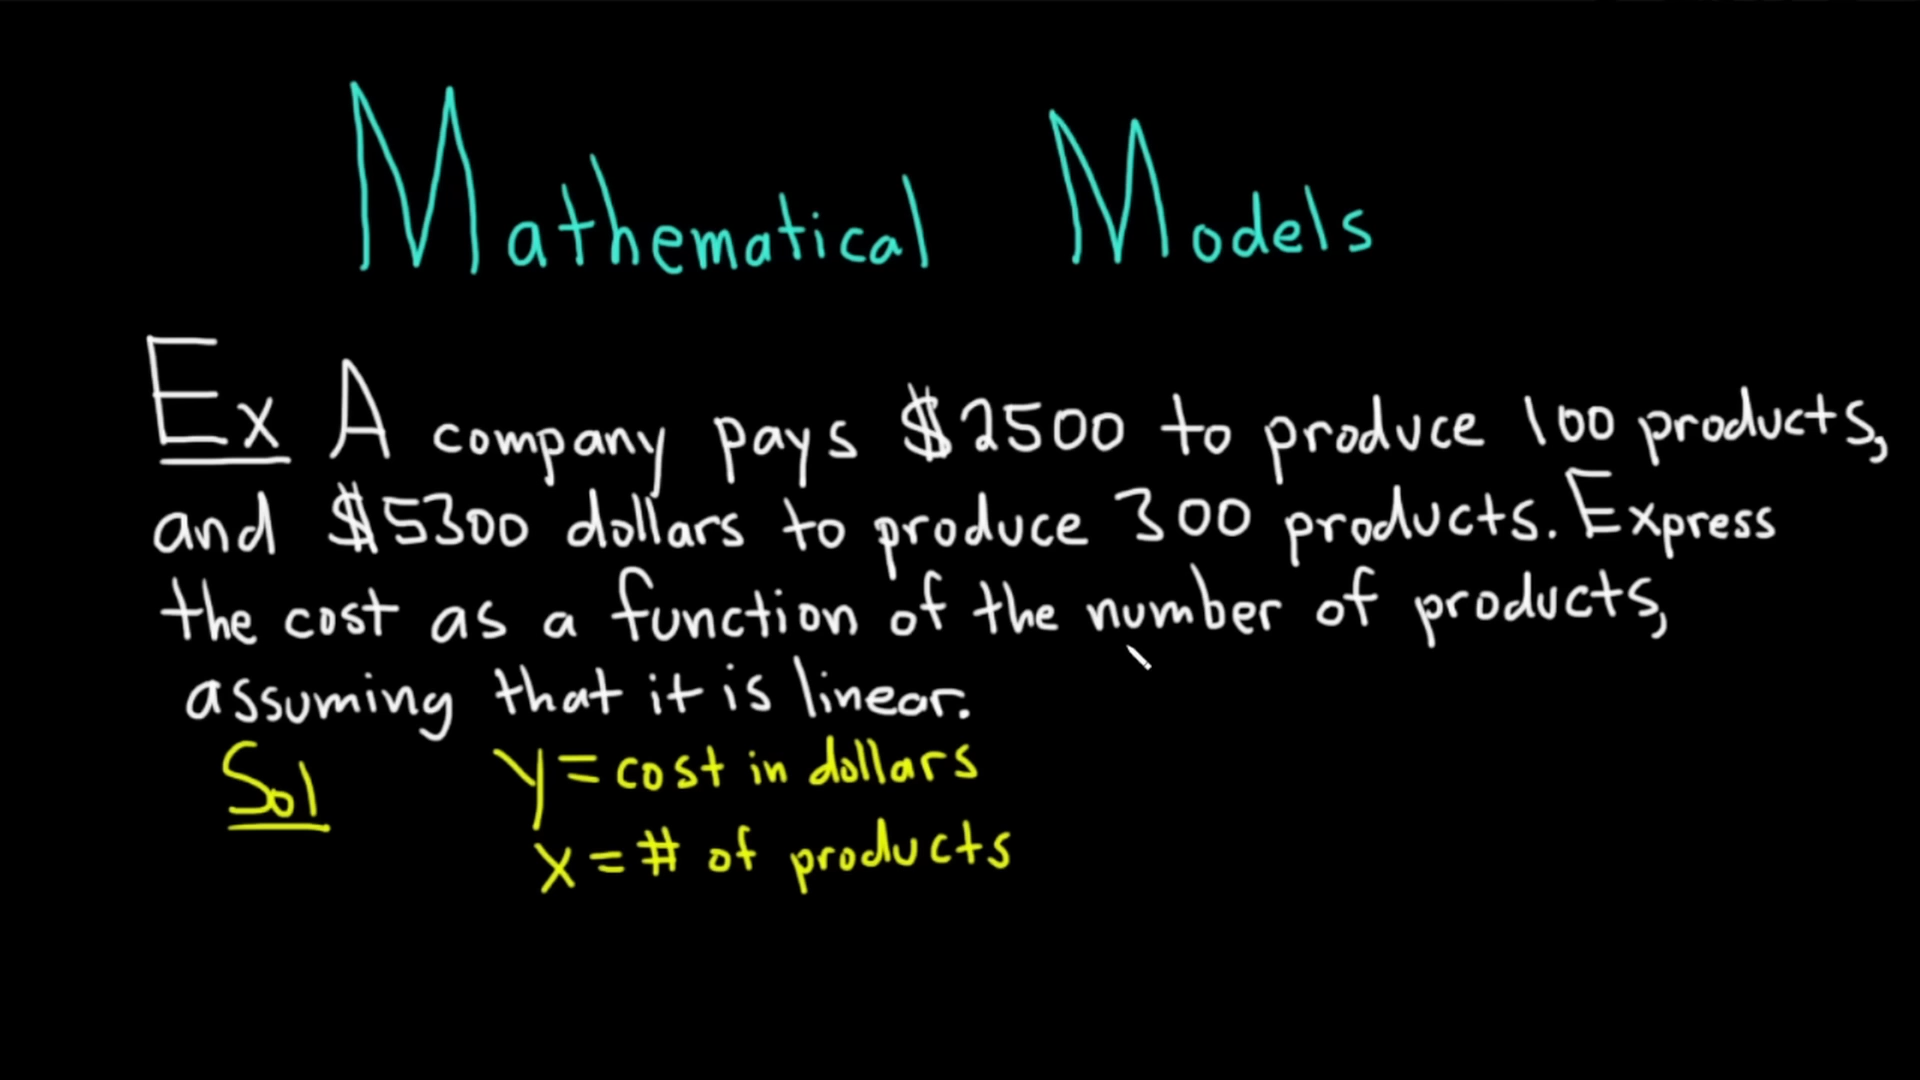 Mathematical Models
Ex A company pays $2500 to produce 100 products,
and $5300 dollars to produce 300 products. Express
the cost as a function of the number of products,
assuming that it is linear.
Sol y = cost in dollars
x = # of products